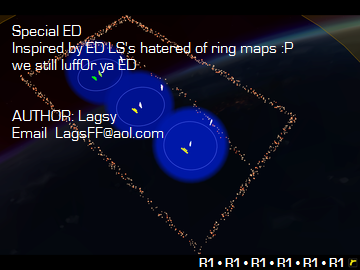 Special ED
Inspired by ED LS's hatered of ring maps :P
we still luff0r ya ED
AUTHOR: Lagsy
Email LagsFF@aol.com
R1 • R1 • R1 • R1 • R1 • R1 r